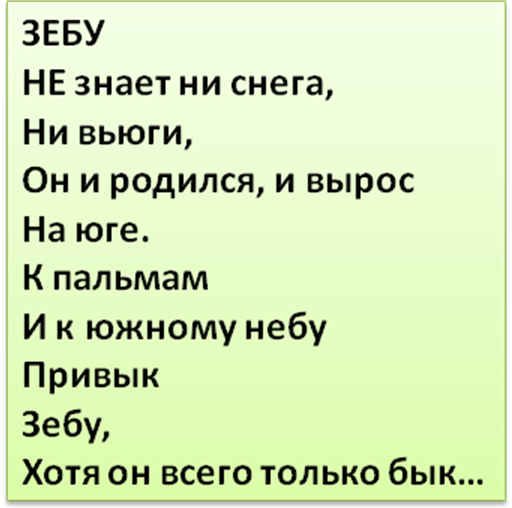 ЗЕБУ
НЕ знает ни снега,
Ни вьюги,
Он и родился, и вырос
На юге.
К пальмам
И к южному небу
Привык
Зебу,
Хотя он всего только бык...